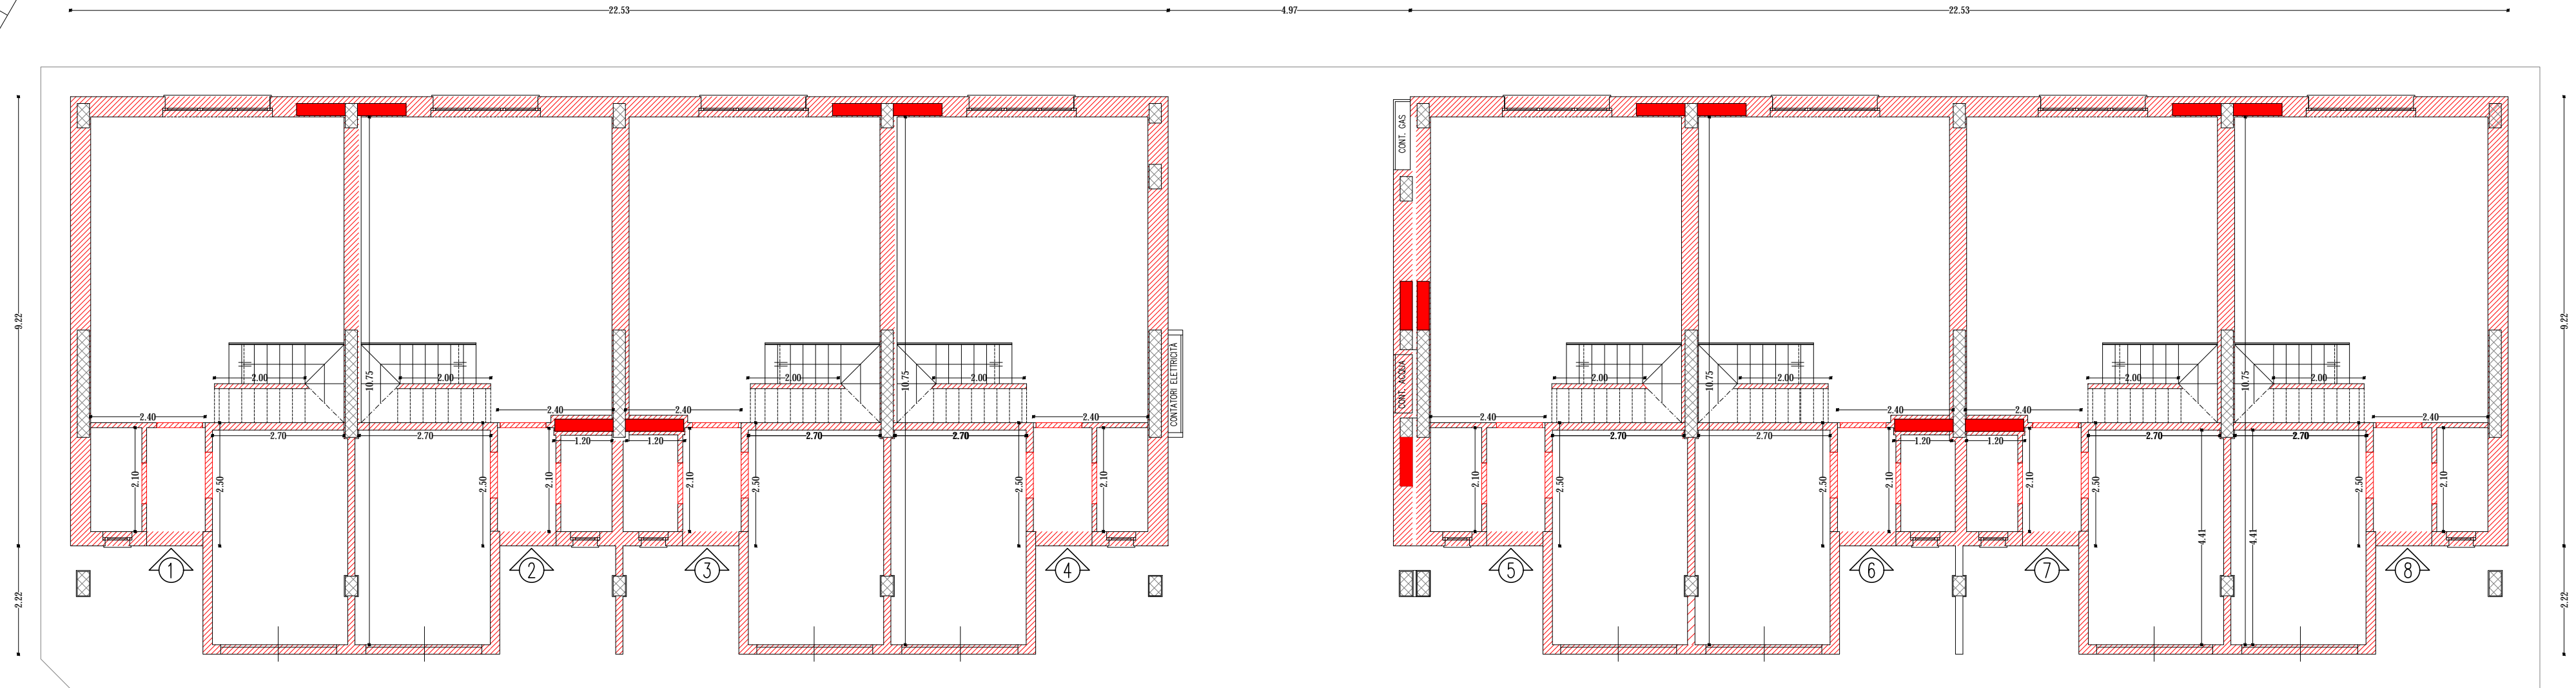 22.53 4.97 22.53
CONT. GAS
9.22 9.22
10.75 10.75 10.75 10.75
CONTATORI ELETTRICITÀ
CONT. ACQUA
2.00 2.00 2.00 2.00 2.00 2.00 2.00 2.00
2.40 2.40 2.40 2.40 2.40 2.40 2.40 2.40
2.70 2.70 1.20 1.20 2.70 2.70 2.70 2.70 1.20 1.20 2.70 2.70
2.10 2.50 2.50 2.10 2.10 2.50 2.50 2.10 2.10 2.50 2.50 2.10 2.10 2.50 2.50 2.10
4.41 4.41
1 2 3 4 5 6 7 8
2.22 2.22